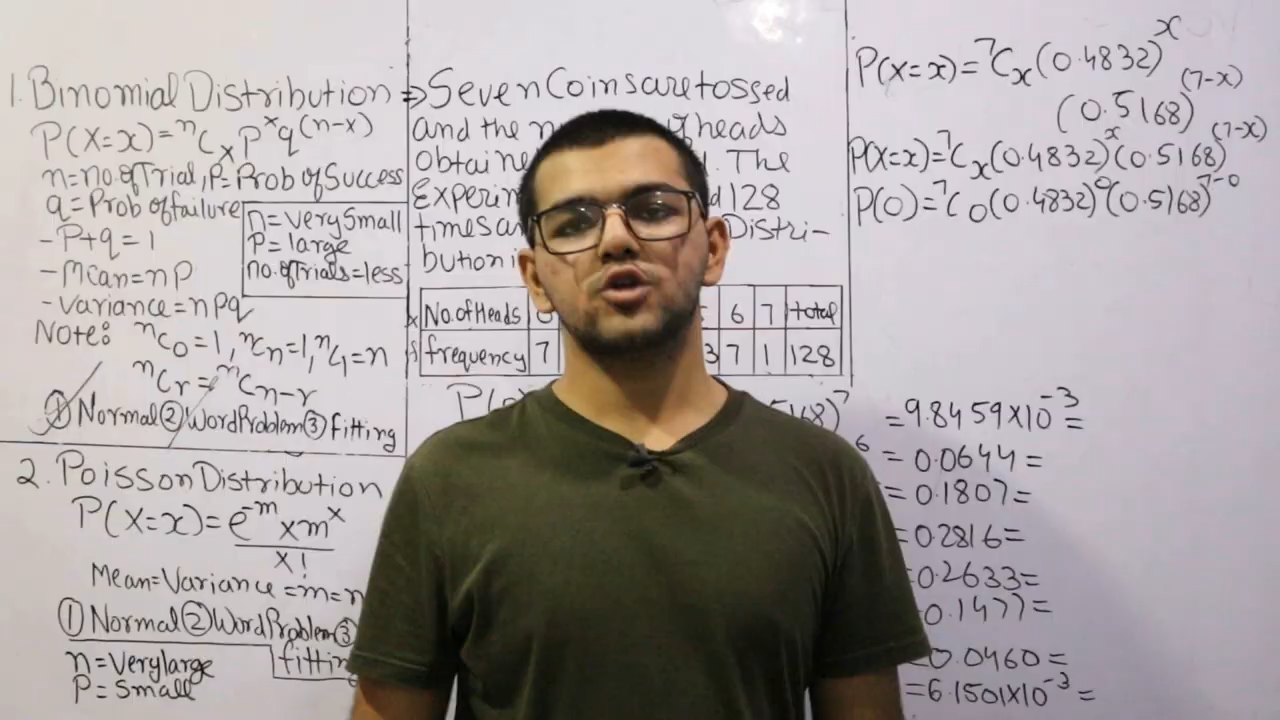 1. Binomial Distribution ⇒
P(X=x) = ⁿCₓ pˣ q⁽ⁿ⁻ˣ⁾
n=no.of Trial, P=Prob of Success
q=Prob of failure
- P+q=1
- Mean=np
- Variance=npq
n=very Small
P=large
no.of Trials=less
Note:
ⁿC₀=1, ⁿCₙ=1, ⁿC₁=n
ⁿCr = ⁿCn-r
① Normal ② Word Problem ③ fitting
2. Poisson Distribution
P(X=x) = e⁻ᵐ × mˣ
x!
Mean=Variance=m=n
① Normal ② Word Problem ③
fittin
n=Very large
P=Small
Seven Coins are tossed
and the heads
The
128
times Distri-
bution
x No.of Heads 6 7 total
f frequency 7 3 7 1 128
P(X=x) = ⁷Cₓ (0.4832)ˣ
(0.5168)⁽⁷⁻ˣ⁾
P(X=x) = ⁷Cₓ (0.4832)ˣ (0.5168)⁽⁷⁻ˣ⁾
P(0) = ⁷C₀ (0.4832)⁰ (0.5168)⁷⁻⁰
= 9.8459×10⁻³ =
= 0.0644 =
= 0.1807 =
= 0.2816 =
= 0.2633 =
0.1477 =
0.0460 =
= 6.1501×10⁻³ =